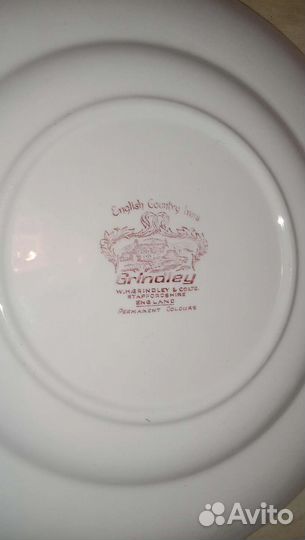 English Country Inns
Grindley
W.H.GRINDLEY & CO.LTD.
STAFFORDSHIRE
ENGLAND
PERMANENT COLOURS
Avito